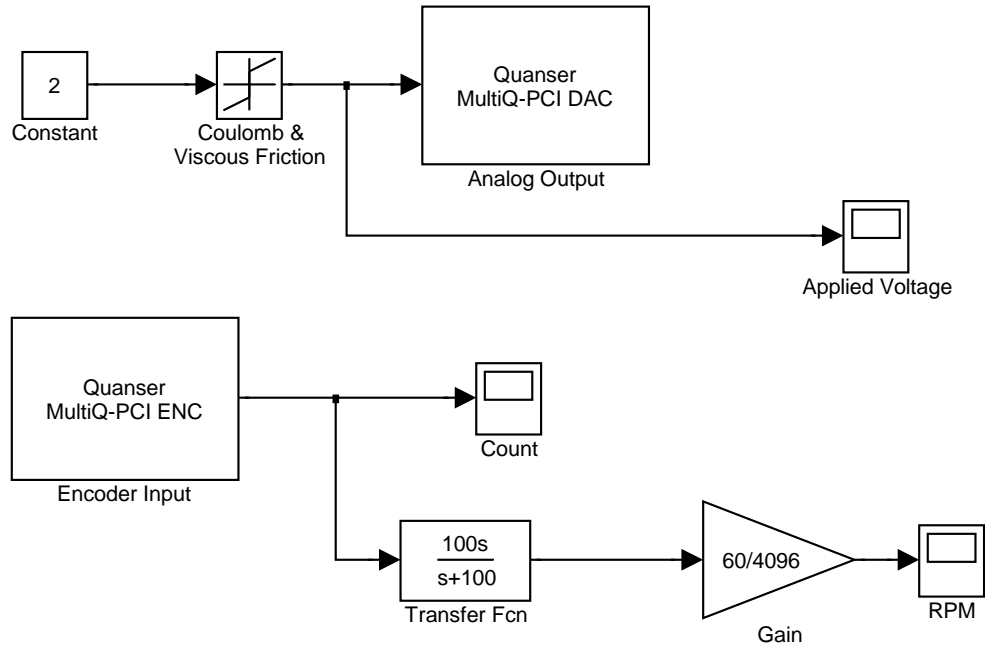 2
Constant
Coulomb &
Viscous Friction
Quanser
MultiQ-PCI DAC
Analog Output
Applied Voltage
Quanser
MultiQ-PCI ENC
Encoder Input
Count
100s
s+100
Transfer Fcn
60/4096
Gain
RPM